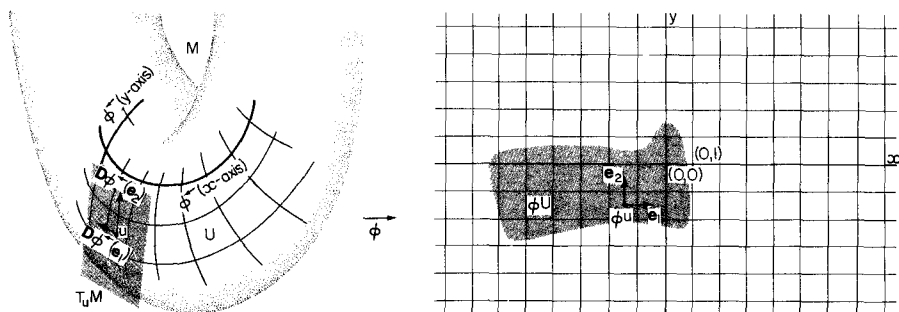 M
ϕ←(y-axis)
ϕ←(x-axis)
Dϕ←(e₂)
u
U
Dϕ←(e₁)
TᵤM
→
ϕ
y
x
(0,1)
(0,0)
e₂
ϕU
ϕu
e₁